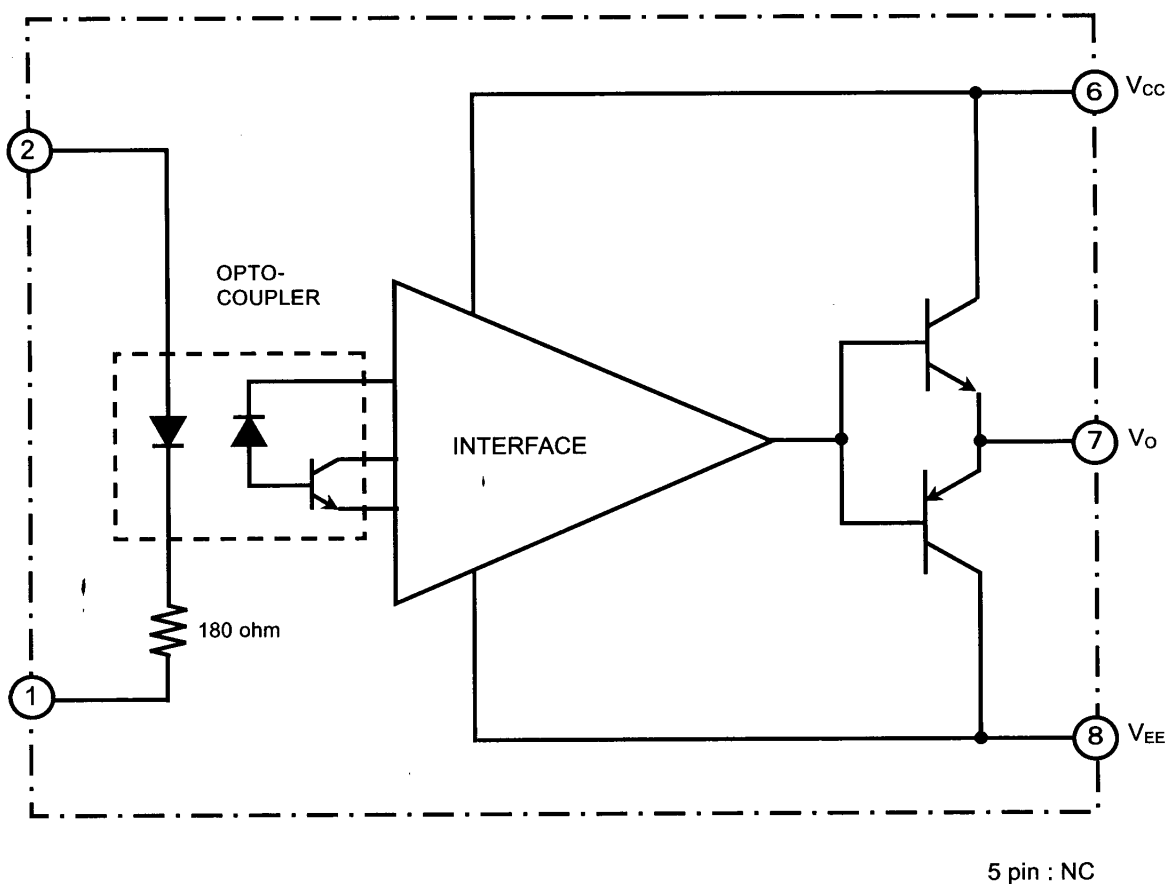 6 VCC
2
OPTO-
COUPLER
INTERFACE
7 VO
180 ohm
1
8 VEE
5 pin : NC